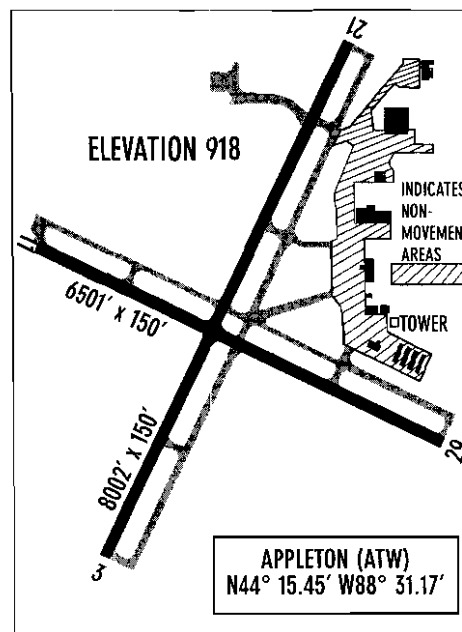 21
ELEVATION 918
INDICATES
NON-
MOVEMEN
AREAS
11
6501' x 150'
TOWER
8002' x 150'
29
3
APPLETON (ATW)
N44° 15.45' W88° 31.17'